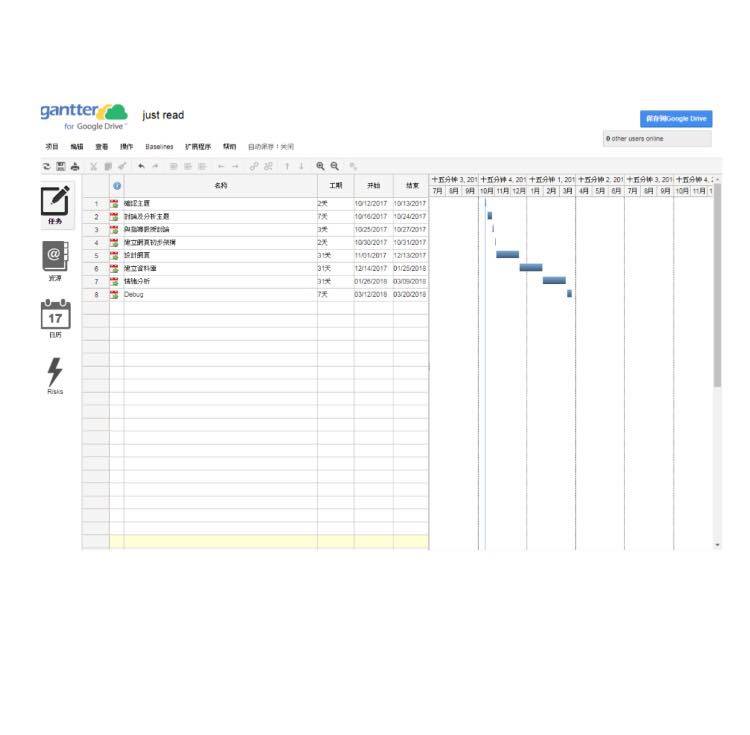 gantter
for Google Drive
just read
保存到Google Drive
0 other users online
项目 编辑 查看 操作 Baselines 扩展程序 帮助 自动保存：关闭
名称 工期 开始 结束
十五分钟 3, 201 十五分钟 4, 201 十五分钟 1, 201 十五分钟 2, 201 十五分钟 3, 201 十五分钟 4, 2
7月 8月 9月 10月 11月 12月 1月 2月 3月 4月 5月 6月 7月 8月 9月 10月 11月 1
1 確認主題 2天 10/12/2017 10/13/2017
2 討論及分析主題 7天 10/16/2017 10/24/2017
3 與指導教授討論 3天 10/25/2017 10/27/2017
4 建立網頁初步架構 2天 10/30/2017 10/31/2017
5 設計網頁 31天 11/01/2017 12/13/2017
6 建立資料庫 31天 12/14/2017 01/25/2018
7 情緒分析 31天 01/26/2018 03/09/2018
8 Debug 7天 03/12/2018 03/20/2018
任务
资源
17
日历
Risks